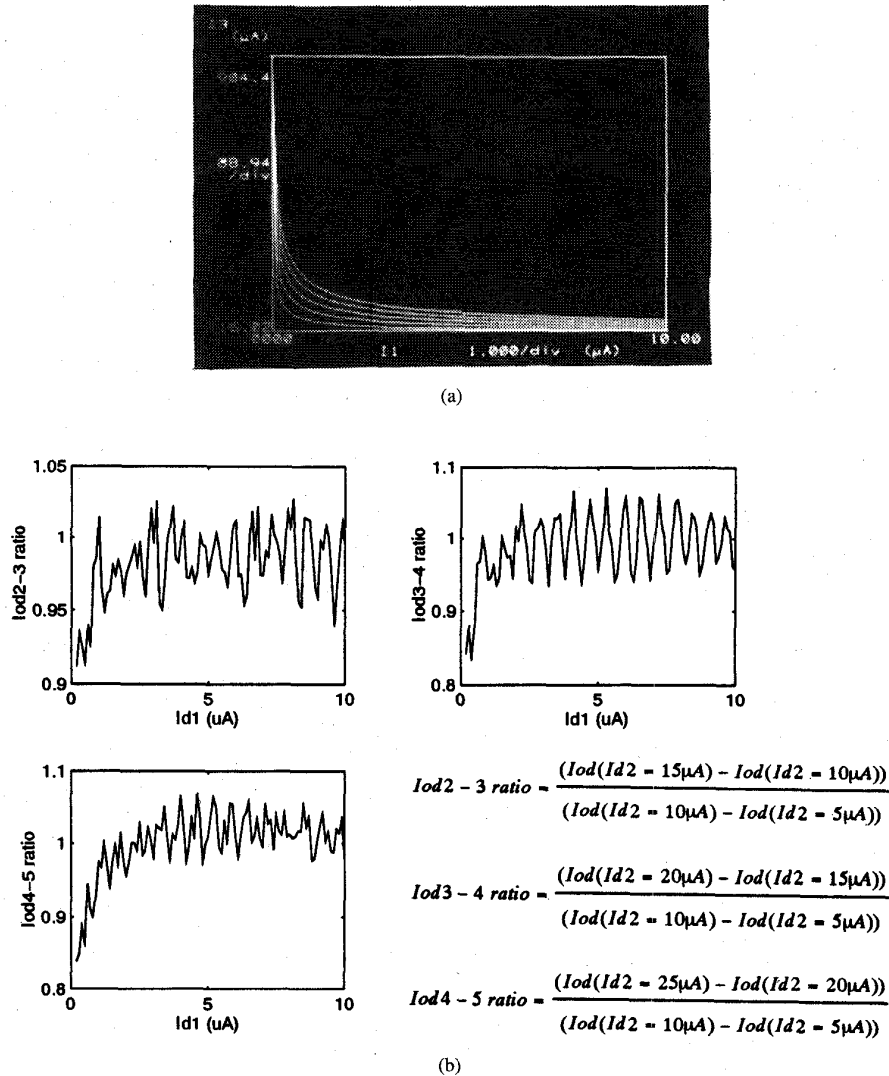 (μA)
88.94
/div
.0000
I1 1.000/div (μA) 10.00
(a)
1.05
1
0.95
0.9
Iod2-3 ratio
0 5 10
Id1 (uA)
1.1
1
0.9
0.8
Iod3-4 ratio
0 5 10
Id1 (uA)
1.1
1
0.9
0.8
Iod4-5 ratio
0 5 10
Id1 (uA)
Iod2 - 3 ratio = (Iod(Id2 = 15μA) - Iod(Id2 = 10μA))
(Iod(Id2 = 10μA) - Iod(Id2 = 5μA))
Iod3 - 4 ratio = (Iod(Id2 = 20μA) - Iod(Id2 = 15μA))
(Iod(Id2 = 10μA) - Iod(Id2 = 5μA))
Iod4 - 5 ratio = (Iod(Id2 = 25μA) - Iod(Id2 = 20μA))
(Iod(Id2 = 10μA) - Iod(Id2 = 5μA))
(b)